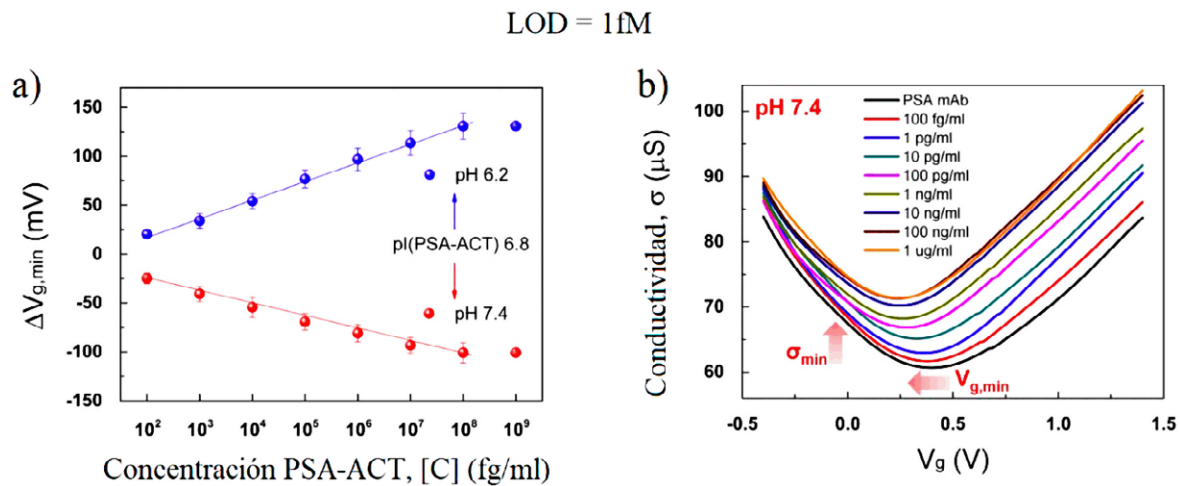 LOD = 1fM
a)
150
100
50
0
-50
-100
-150
ΔVg,min (mV)
pH 6.2
pI(PSA-ACT) 6.8
pH 7.4
10² 10³ 10⁴ 10⁵ 10⁶ 10⁷ 10⁸ 10⁹
Concentración PSA-ACT, [C] (fg/ml)
b)
100
90
80
70
60
Conductividad, σ (μS)
pH 7.4
PSA mAb
100 fg/ml
1 pg/ml
10 pg/ml
100 pg/ml
1 ng/ml
10 ng/ml
100 ng/ml
1 ug/ml
σmin
Vg,min
-0.5 0.0 0.5 1.0 1.5
Vg (V)